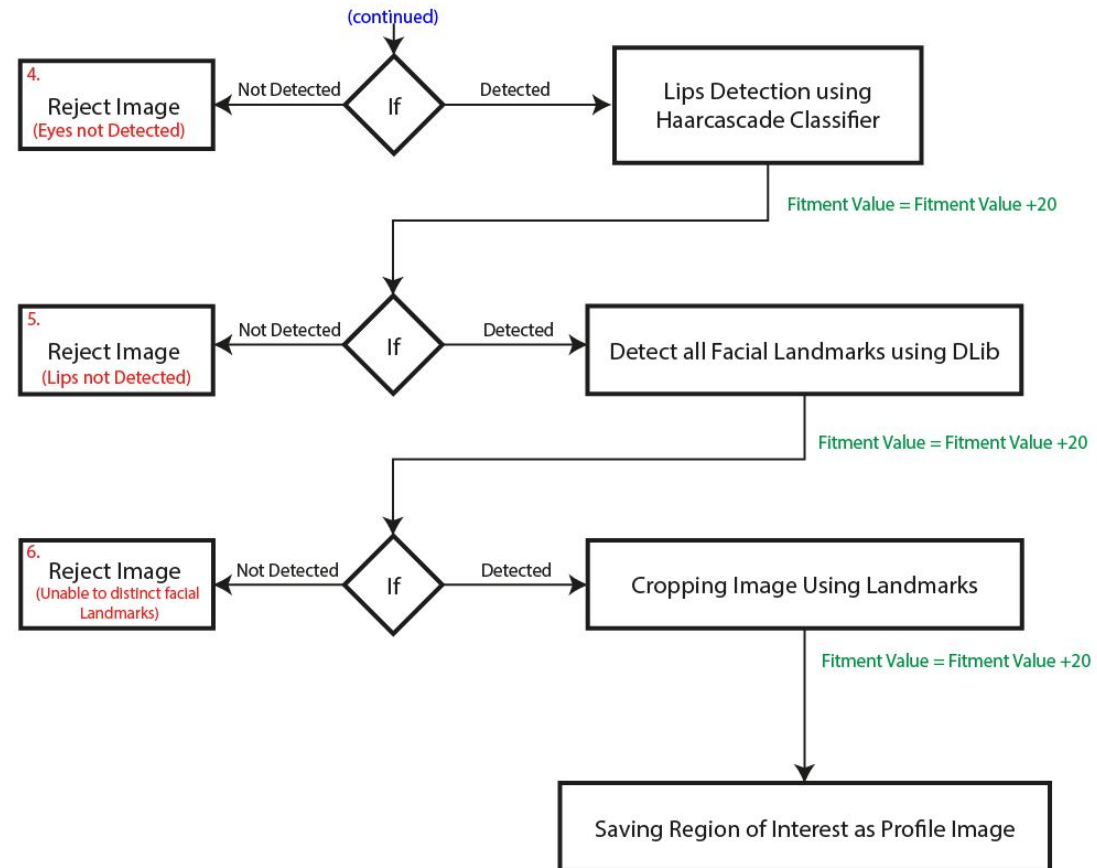 (continued)
4.
Reject Image
(Eyes not Detected)
Not Detected
If
Detected
Lips Detection using
Haarcascade Classifier
Fitment Value = Fitment Value +20
5.
Reject Image
(Lips not Detected)
Not Detected
If
Detected
Detect all Facial Landmarks using DLib
Fitment Value = Fitment Value +20
6.
Reject Image
(Unable to distinct facial
Landmarks)
Not Detected
If
Detected
Cropping Image Using Landmarks
Fitment Value = Fitment Value +20
Saving Region of Interest as Profile Image